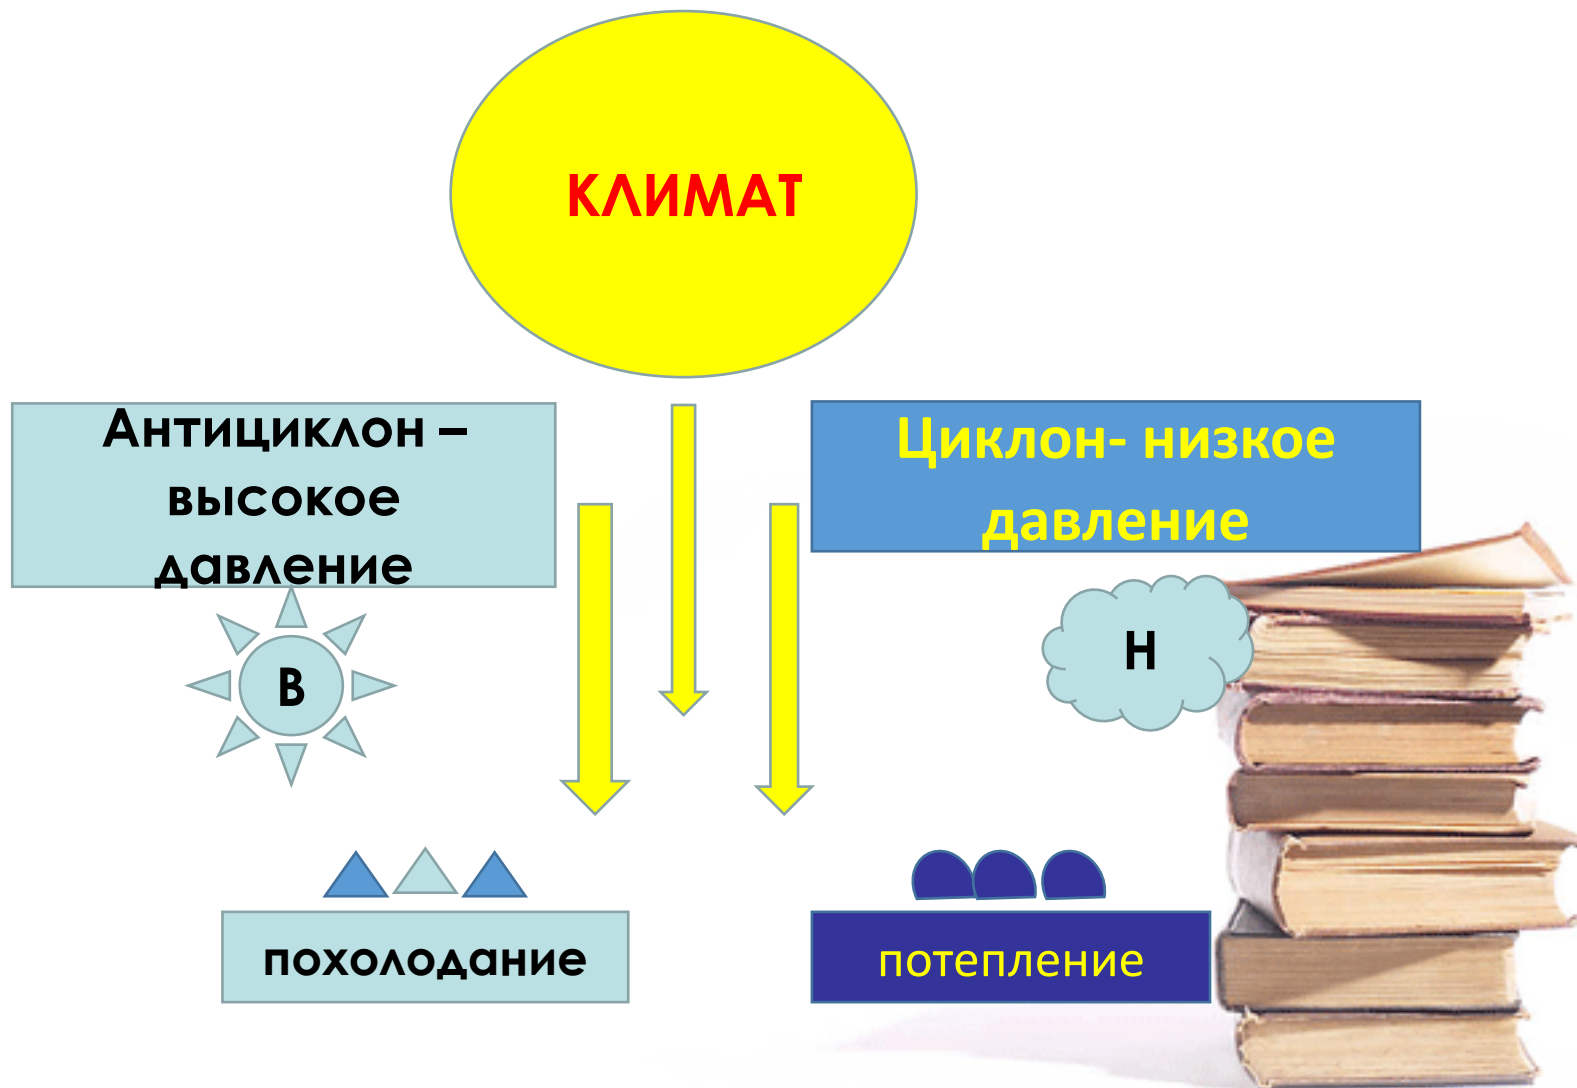 КЛИМАТ
Антициклон –
высокое
давление
Циклон- низкое
давление
В
Н
похолодание
потепление